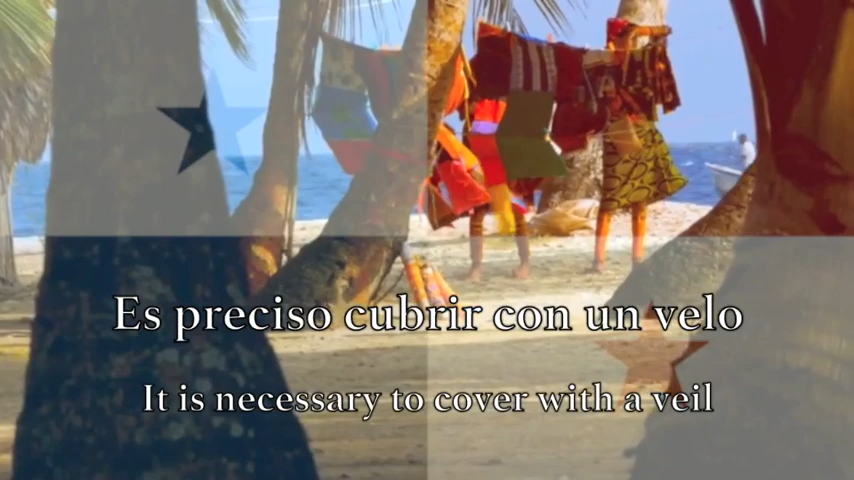 Es preciso cubrir con un velo
It is necessary to cover with a veil